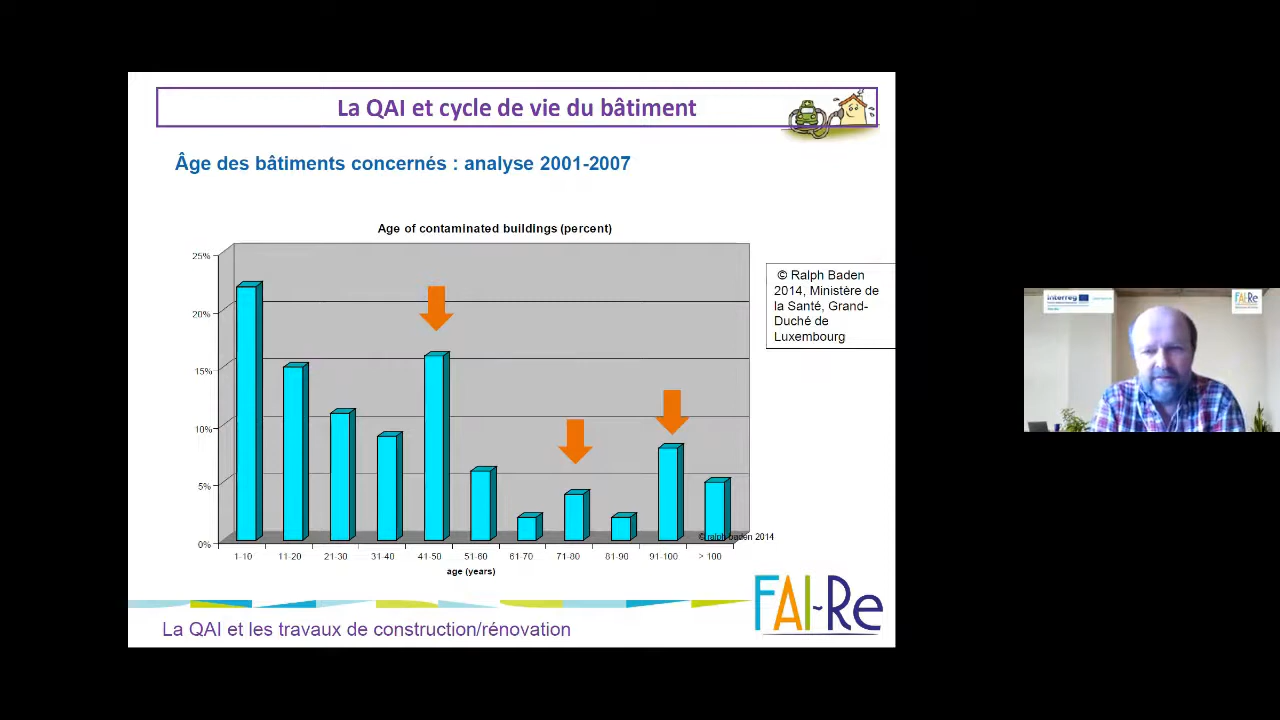 La QAI et cycle de vie du bâtiment
Âge des bâtiments concernés : analyse 2001-2007
Age of contaminated buildings (percent)
25%
20%
15%
10%
5%
0%
1-10 11-20 21-30 31-40 41-50 51-60 61-70 71-80 81-90 91-100 > 100
age (years)
© Ralph Baden
2014, Ministère de
la Santé, Grand-
Duché de
Luxembourg
© ralph baden 2014
La QAI et les travaux de construction/rénovation
FAI~Re
Interreg
FAI~Re